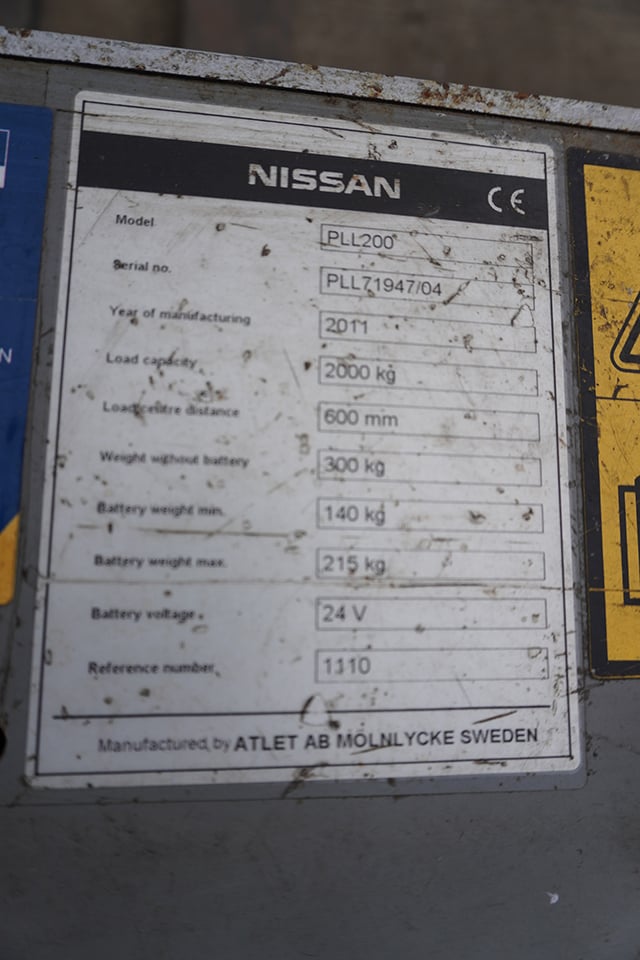 NISSAN CE
Model PLL200
Serial no. PLL71947/04
Year of manufacturing 2011
Load capacity 2000 kg
Load centre distance 600 mm
Weight without battery 300 kg
Battery weight min. 140 kg
Battery weight max. 215 kg
Battery voltage 24 V
Reference number 1110
Manufactured by ATLET AB MÖLNLYCKE SWEDEN
N